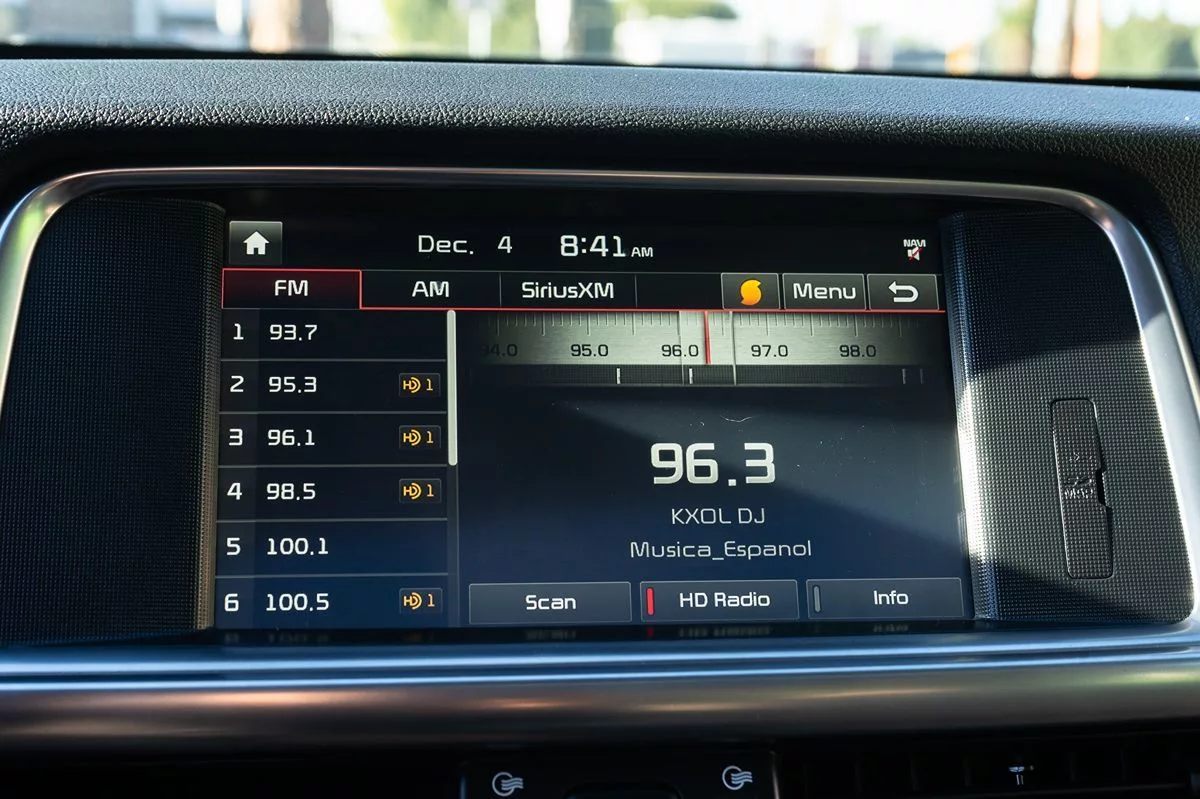 Dec. 4 8:41 AM
NAVI
FM AM SiriusXM Menu
1 93.7
2 95.3 HD 1
3 96.1 HD 1
4 98.5 HD 1
5 100.1
6 100.5 HD 1
94.0 95.0 96.0 97.0 98.0
96.3
KXOL DJ
Musica_Espanol
Scan HD Radio Info